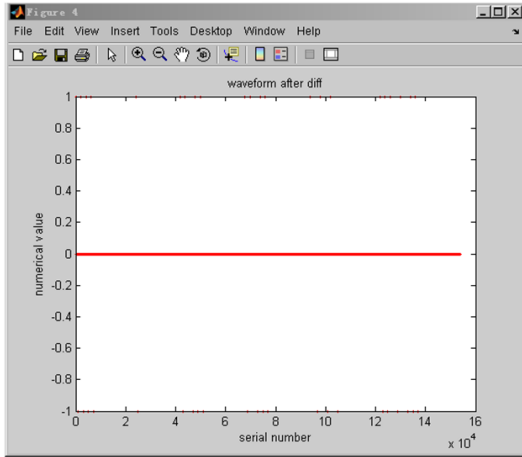 Figure 4
File Edit View Insert Tools Desktop Window Help
waveform after diff
1
0.8
0.6
0.4
0.2
0
-0.2
-0.4
-0.6
-0.8
-1
numerical value
0 2 4 6 8 10 12 14 16
serial number
x 10^4